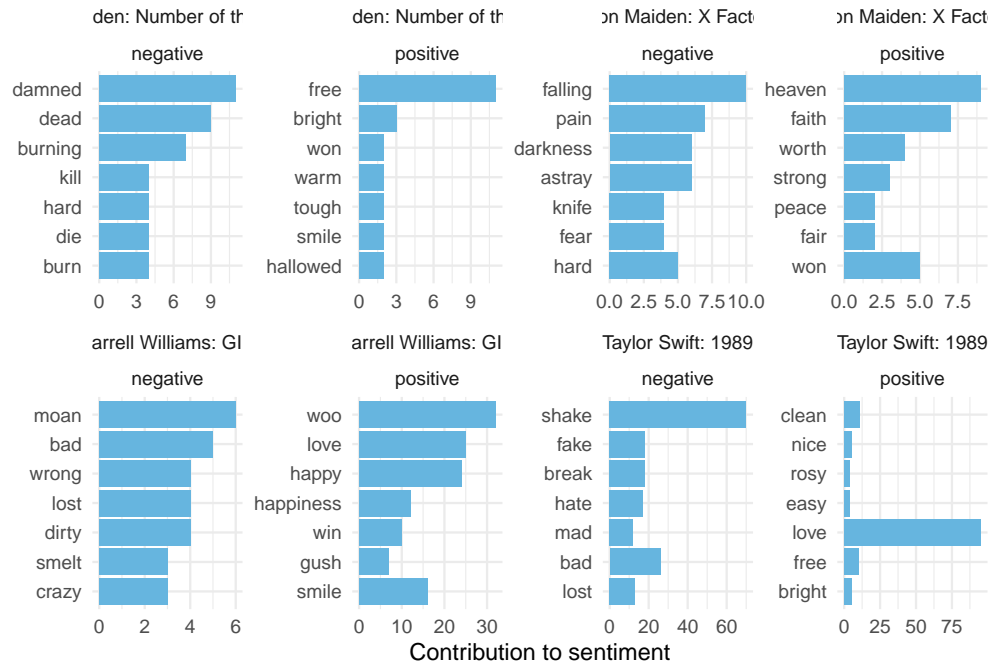 den: Number of th
negative
damned
dead
burning
kill
hard
die
burn
0 3 6 9
den: Number of th
positive
free
bright
won
warm
tough
smile
hallowed
0 3 6 9
on Maiden: X Facto
negative
falling
pain
darkness
astray
knife
fear
hard
0.0 2.5 5.0 7.5 10.0
on Maiden: X Facto
positive
heaven
faith
worth
strong
peace
fair
won
0.0 2.5 5.0 7.5
arrell Williams: GI
negative
moan
bad
wrong
lost
dirty
smelt
crazy
0 2 4 6
arrell Williams: GI
positive
woo
love
happy
happiness
win
gush
smile
0 10 20 30
Taylor Swift: 1989
negative
shake
fake
break
hate
mad
bad
lost
0 20 40 60
Taylor Swift: 1989
positive
clean
nice
rosy
easy
love
free
bright
0 25 50 75
Contribution to sentiment